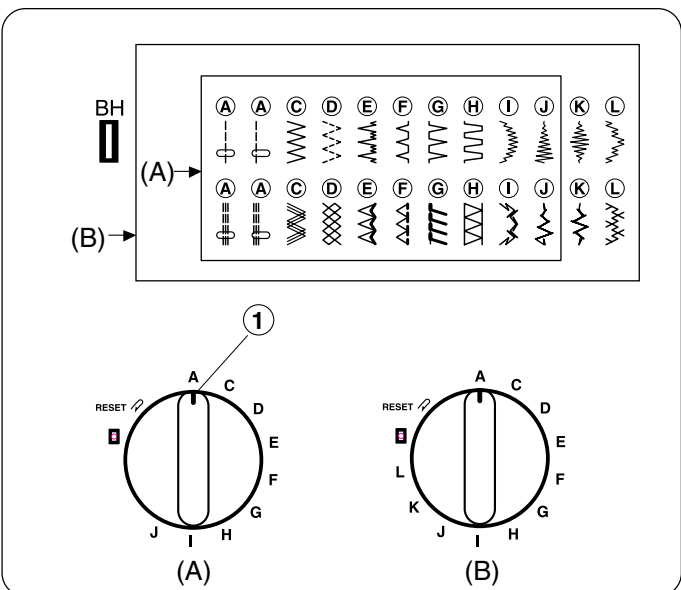 BH
A A C D E F G H I J K L
(A)
A A C D E F G H I J K L
(B)
1
A
C
RESET
D
E
F
G
H
I
J
(A)
A
C
RESET
D
E
L
F
K
G
J
H
I
(B)